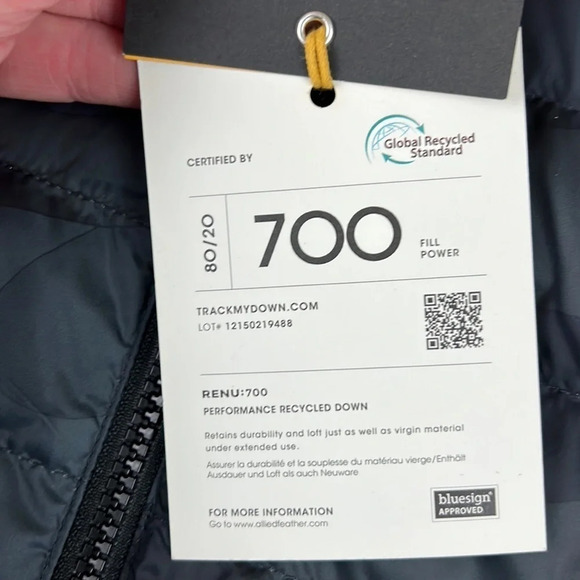 CERTIFIED BY
Global Recycled
Standard
80/20
700
FILL
POWER
TRACKMYDOWN.COM
LOT# 12150219488
RENU:700
PERFORMANCE RECYCLED DOWN
Retains durability and loft just as well as virgin material
under extended use.
Assurer la durabilité et la souplesse du matériau vierge/Enthält
Ausdauer und Loft als auch Neuware
FOR MORE INFORMATION
Go to www.alliedfeather.com
bluesign®
APPROVED